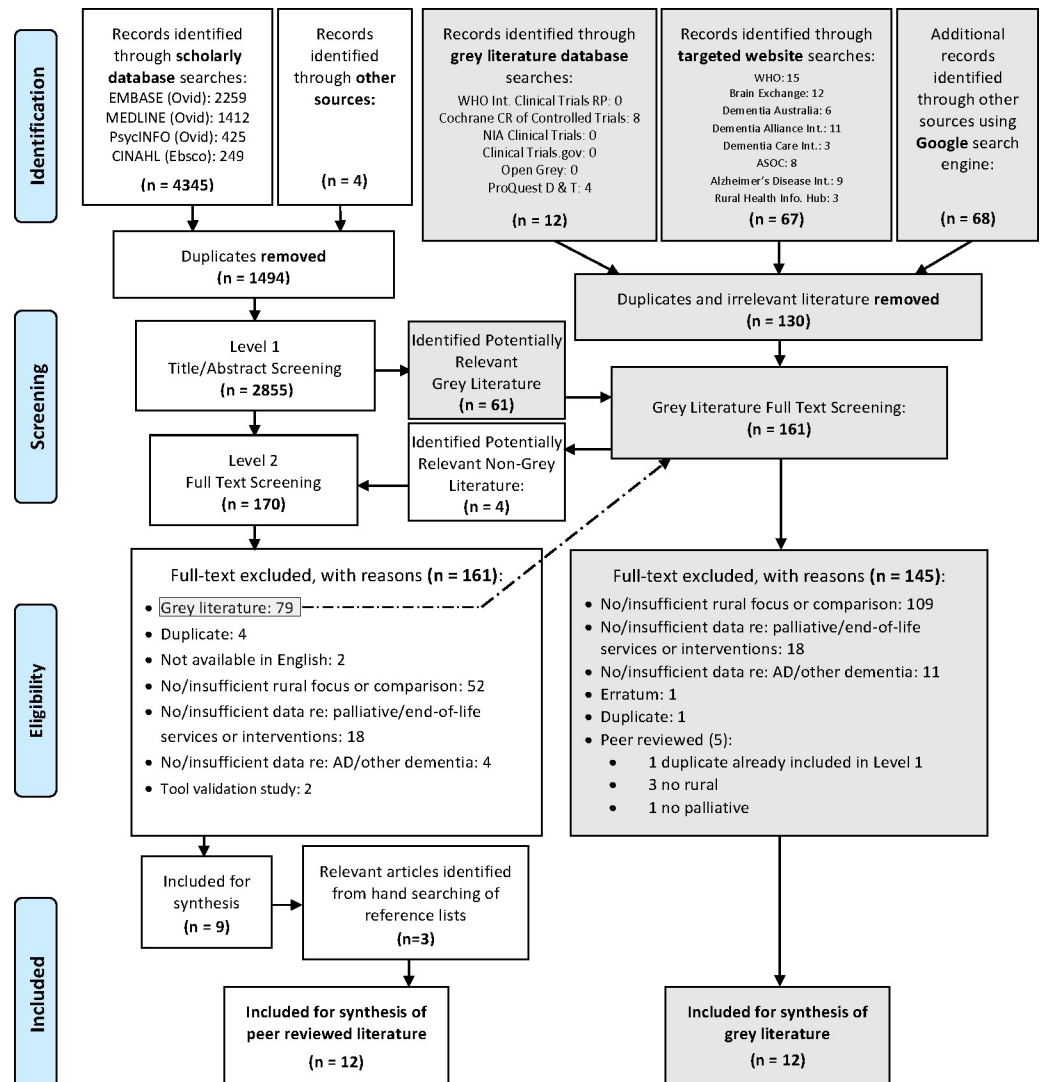 Identification
Records identified
through scholarly
database searches:
EMBASE (Ovid): 2259
MEDLINE (Ovid): 1412
PsycINFO (Ovid): 425
CINAHL (Ebsco): 249
(n = 4345)
Records
identified
through other
sources:
(n = 4)
Records identified through
grey literature database
searches:
WHO Int. Clinical Trials RP: 0
Cochrane CR of Controlled Trials: 8
NIA Clinical Trials: 0
Clinical Trials.gov: 0
Open Grey: 0
ProQuest D & T: 4
(n = 12)
Records identified through
targeted website searches:
WHO: 15
Brain Exchange: 12
Dementia Australia: 6
Dementia Alliance Int.: 11
Dementia Care Int.: 3
ASOC: 8
Alzheimer's Disease Int.: 9
Rural Health Info. Hub: 3
(n = 67)
Additional
records
identified
through other
sources using
Google search
engine:
(n = 68)
Duplicates removed
(n = 1494)
Duplicates and irrelevant literature removed
(n = 130)
Screening
Level 1
Title/Abstract Screening
(n = 2855)
Identified Potentially
Relevant
Grey Literature
(n = 61)
Grey Literature Full Text Screening:
(n = 161)
Level 2
Full Text Screening
(n = 170)
Identified Potentially
Relevant Non-Grey
Literature:
(n = 4)
Eligibility
Full-text excluded, with reasons (n = 161):
• Grey literature: 79
• Duplicate: 4
• Not available in English: 2
• No/insufficient rural focus or comparison: 52
• No/insufficient data re: palliative/end-of-life
services or interventions: 18
• No/insufficient data re: AD/other dementia: 4
• Tool validation study: 2
Full-text excluded, with reasons (n = 145):
• No/insufficient rural focus or comparison: 109
• No/insufficient data re: palliative/end-of-life
services or interventions: 18
• No/insufficient data re: AD/other dementia: 11
• Erratum: 1
• Duplicate: 1
• Peer reviewed (5):
• 1 duplicate already included in Level 1
• 3 no rural
• 1 no palliative
Included
Included for
synthesis
(n = 9)
Relevant articles identified
from hand searching of
reference lists
(n=3)
Included for synthesis of
peer reviewed literature
(n = 12)
Included for synthesis of
grey literature
(n = 12)